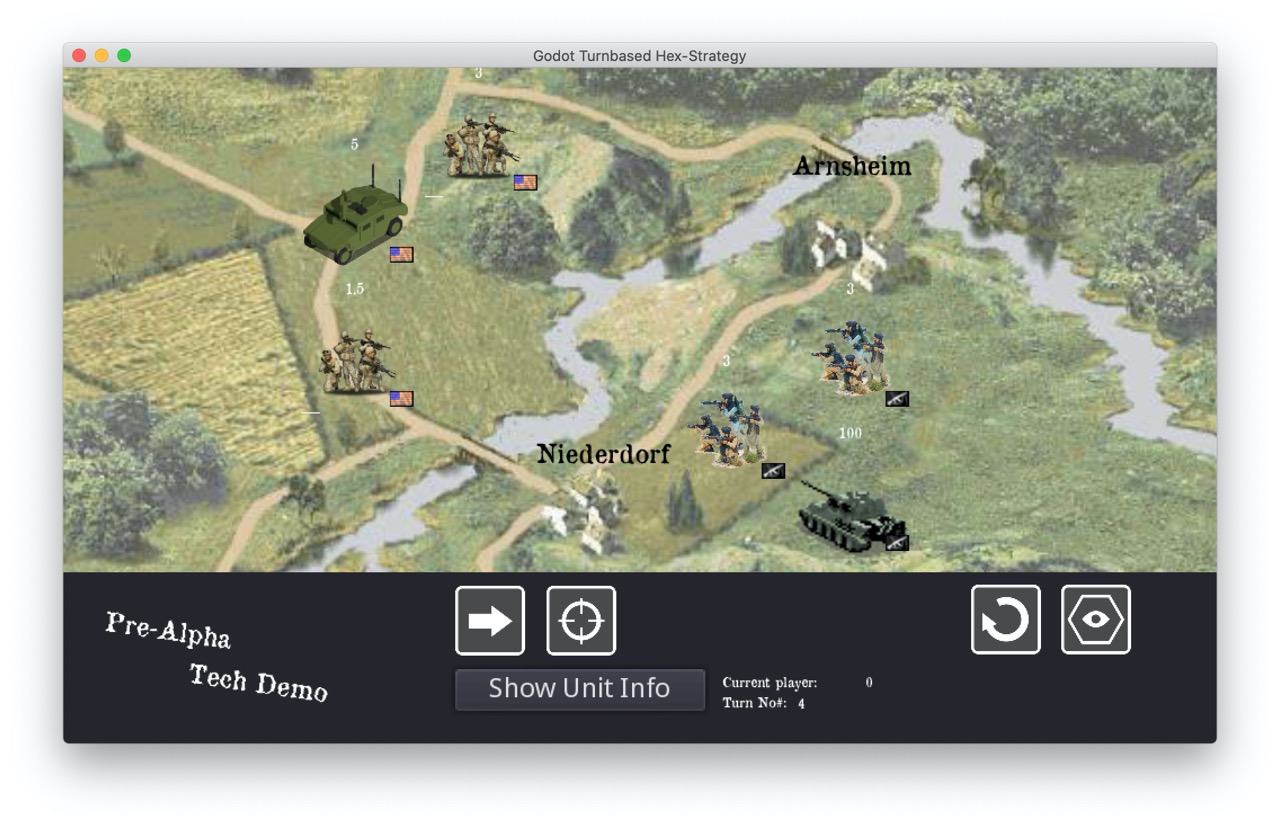 Godot Turnbased Hex-Strategy
3
5
Arnsheim
1.5
3
3
100
Niederdorf
Pre-Alpha
Tech Demo
Show Unit Info
Current player: 0
Turn No#: 4